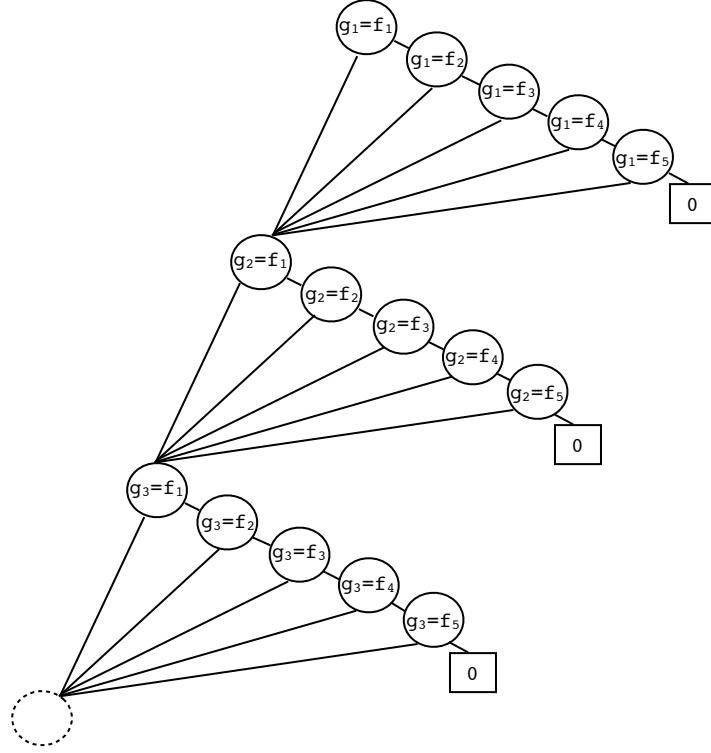 g₁=f₁
g₁=f₂
g₁=f₃
g₁=f₄
g₁=f₅
0
g₂=f₁
g₂=f₂
g₂=f₃
g₂=f₄
g₂=f₅
0
g₃=f₁
g₃=f₂
g₃=f₃
g₃=f₄
g₃=f₅
0